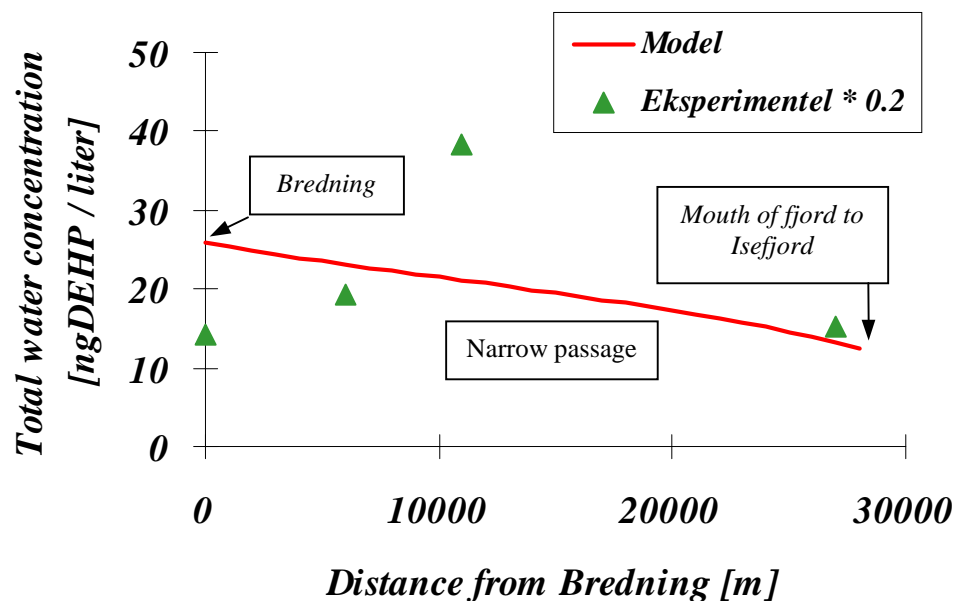 Total water concentration
[ngDEHP / liter]
50
40
30
20
10
0
Model
Eksperimentel * 0.2
Bredning
Mouth of fjord to
Isefjord
Narrow passage
0
10000
20000
30000
Distance from Bredning [m]